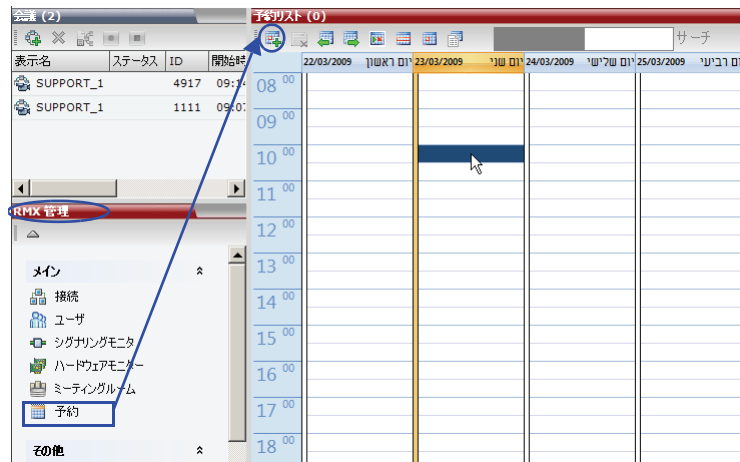 会議 (2)
表示名 ステータス ID 開始時
SUPPORT_1 4917 09:14
SUPPORT_1 1111 09:07
RMX 管理
メイン
接続
ユーザ
シグナリングモニタ
ハードウェアモニター
ミーティングルーム
予約
その他
予約リスト (0)
サーチ
22/03/2009 יום ראשון 23/03/2009 יום שני 24/03/2009 יום שלישי 25/03/2009 ום רביעי
08 00
09 00
10 00
11 00
12 00
13 00
14 00
15 00
16 00
17 00
18 00